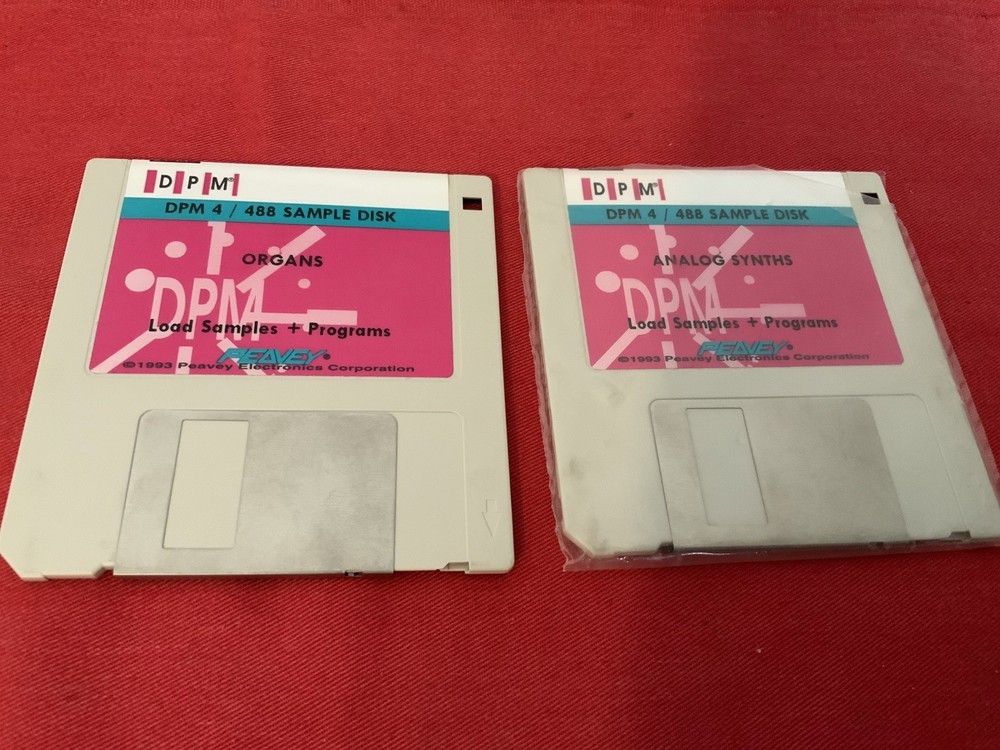 DPM®
DPM 4 / 488 SAMPLE DISK
ORGANS
DPM
Load Samples + Programs
PEAVEY®
©1993 Peavey Electronics Corporation
DPM®
DPM 4 / 488 SAMPLE DISK
ANALOG SYNTHS
DPM
Load Samples + Programs
PEAVEY®
©1993 Peavey Electronics Corporation